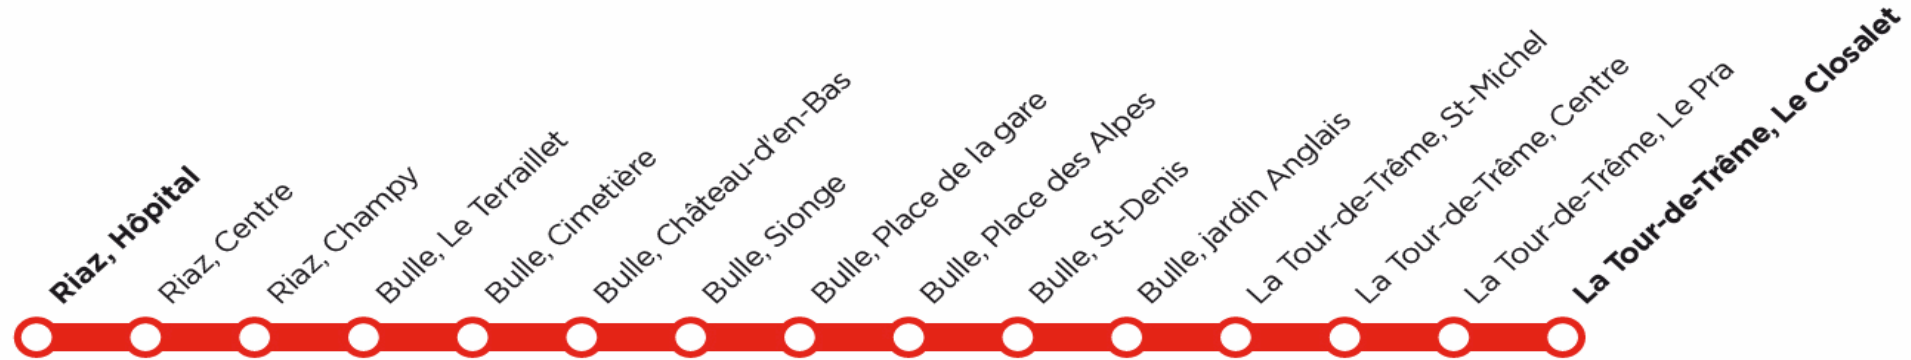 Riaz, Hôpital
Riaz, Centre
Riaz, Champy
Bulle, Le Terraillet
Bulle, Cimetière
Bulle, Château-d'en-Bas
Bulle, Sionge
Bulle, Place de la gare
Bulle, Place des Alpes
Bulle, St-Denis
Bulle, jardin Anglais
La Tour-de-Trême, St-Michel
La Tour-de-Trême, Centre
La Tour-de-Trême, Le Pra
La Tour-de-Trême, Le Closalet